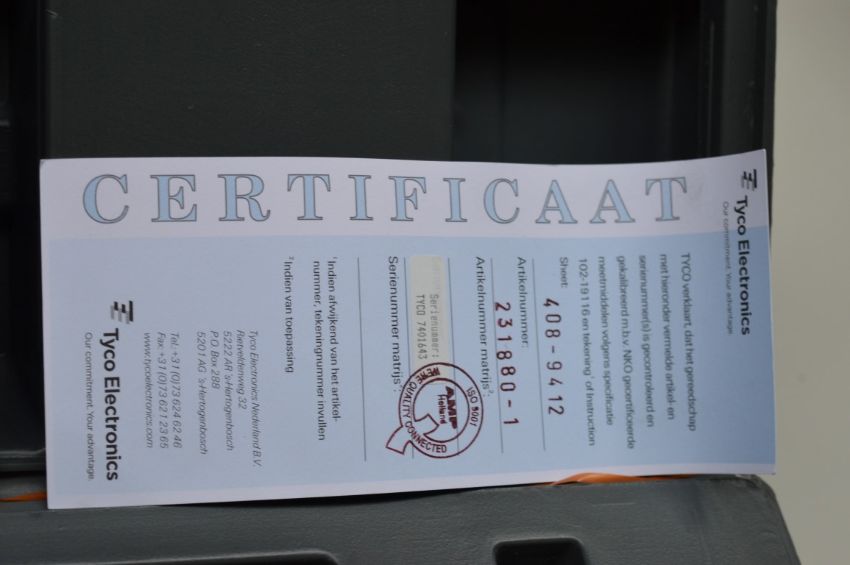 CERTIFICAAT
Tyco Electronics
Our commitment. Your advantage.
TYCO verklaart, dat het gereedschap
met hieronder vermelde artikel- en
serienummer(s) is gecontroleerd en
gekalibreerd m.b.v. NKO gecertificeerde
meetmiddelen volgens specificatie
102-19116 en tekening¹ of Instruction
Sheet:
408-9412
Artikelnummer:
231880-1
Artikelnummer matrijs²:
Serienummer:
TYCO 7401643
Serienummer matrijs²:
ISO 9001
AMP
Holland
WE'RE QUALITY CONNECTED
¹Indien afwijkend van het artikel-
nummer, tekeningnummer invullen
²Indien van toepassing
Tyco Electronics Nederland B.V.
Rietveldenweg 32
5222 AR 's-Hertogenbosch
P.O. Box 288
5201 AG 's-Hertogenbosch
Tel.:+31 (0)73 624 62 46
Fax:+31 (0)73 621 23 65
www.tycoelectronics.com
Tyco Electronics
Our commitment. Your advantage.